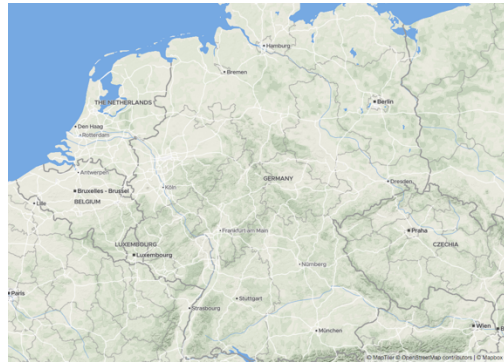 Hamburg
Bremen
THE NETHERLANDS
Berlin
Den Haag
Rotterdam
Antwerpen
Köln
GERMANY
Dresden
Bruxelles - Brussel
Lille
BELGIUM
Frankfurt am Main
Praha
LUXEMBOURG
CZECHIA
Luxembourg
Nürnberg
Paris
Stuttgart
Strasbourg
Wien
München
© MapTiler © OpenStreetMap contributors | © Mapbox